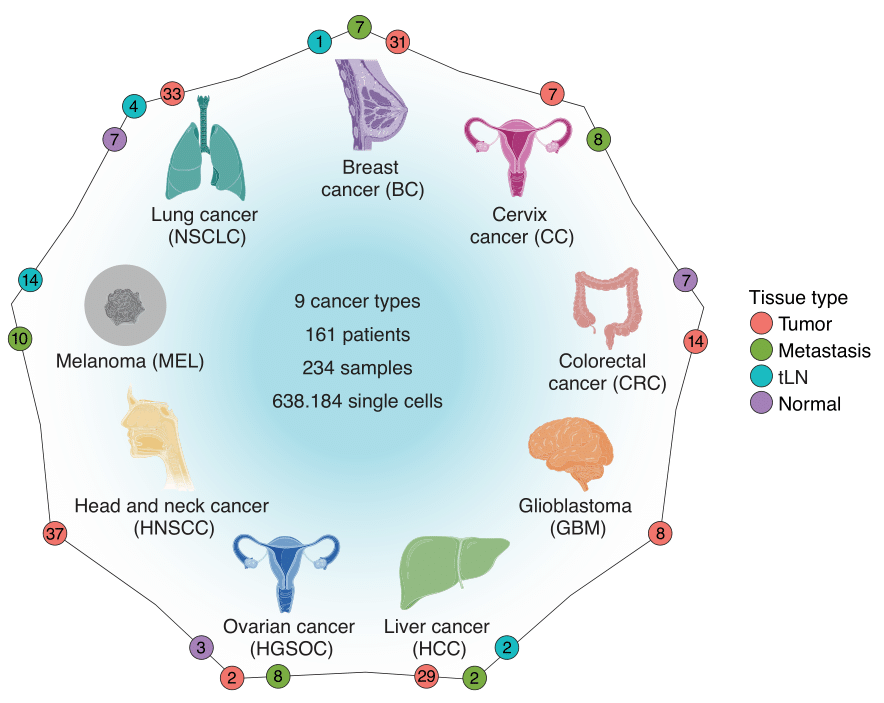 1
7
31
33
7
4
7
8
Breast
cancer (BC)
Lung cancer
(NSCLC)
Cervix
cancer (CC)
14
7
10
14
9 cancer types
161 patients
234 samples
638.184 single cells
Melanoma (MEL)
Colorectal
cancer (CRC)
Tissue type
Tumor
Metastasis
tLN
Normal
Head and neck cancer
(HNSCC)
Glioblastoma
(GBM)
37
8
Ovarian cancer
(HGSOC)
Liver cancer
(HCC)
3
2
8
29
2
2